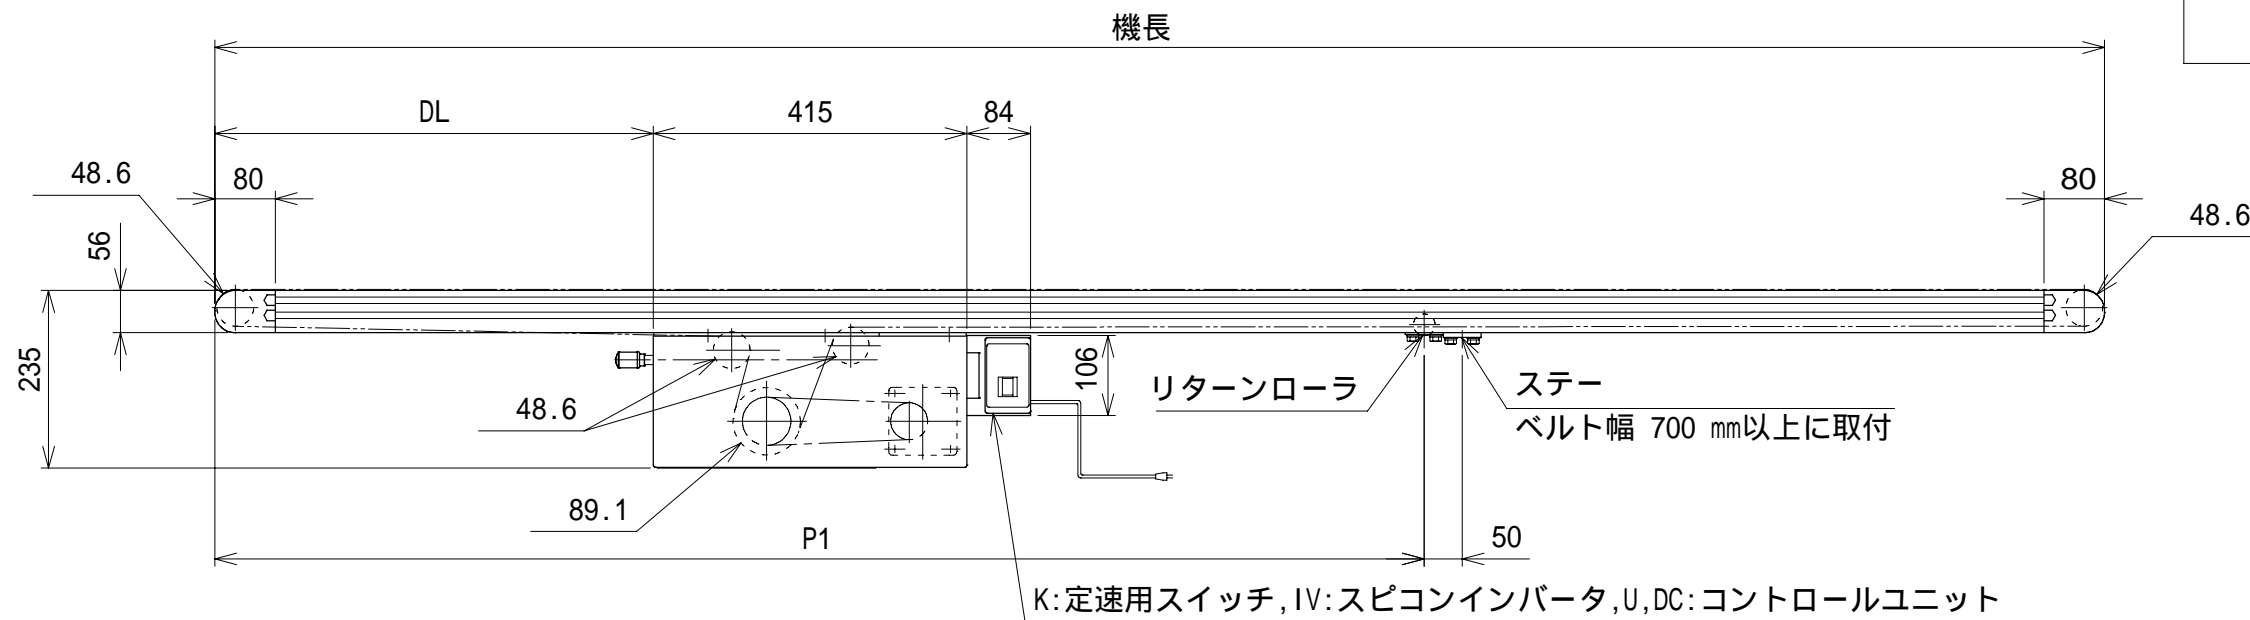 機長
DL
415
84
48.6
80
80
48.6
56
235
106
リターンローラ
ステー
ベルト幅 700 ㎜以上に取付
48.6
89.1
P1
50
K:定速用スイッチ,IV:スピコンインバータ,U,DC:コントロールユニット